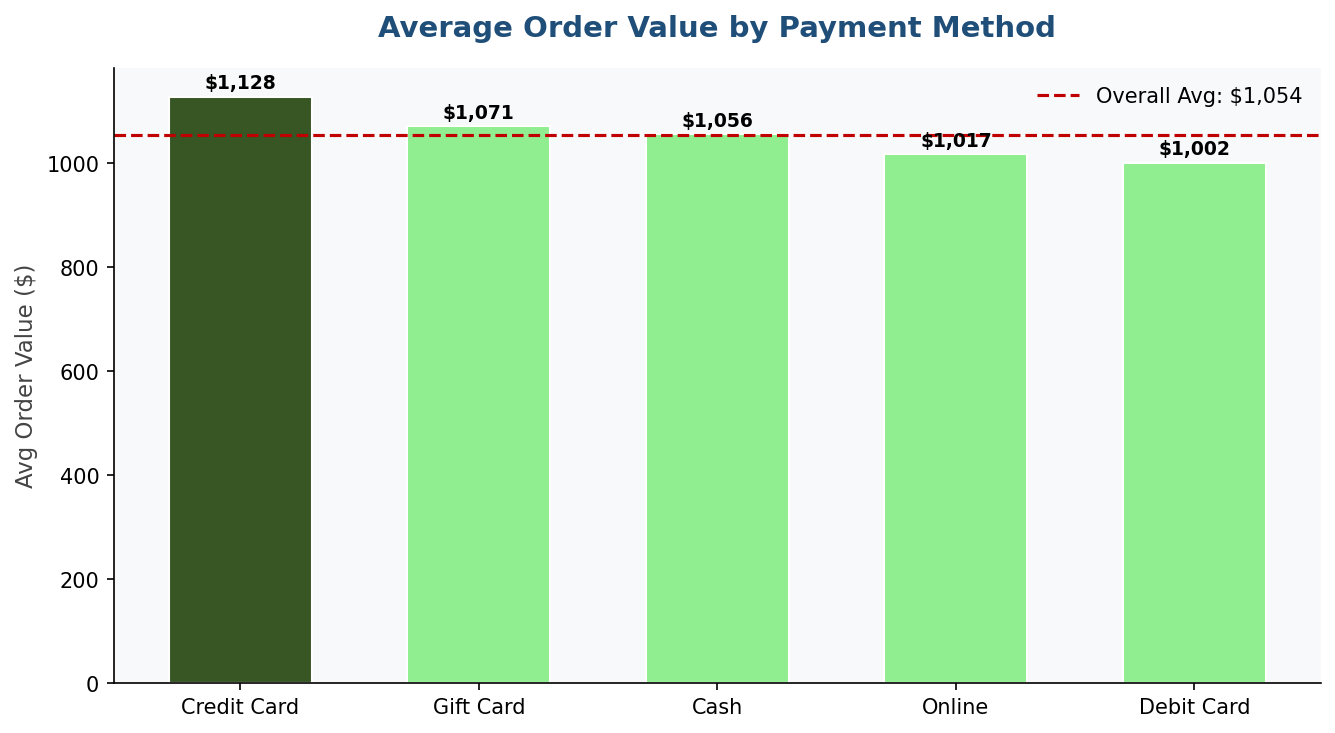 Average Order Value by Payment Method
Overall Avg: $1,054
$1,128
$1,071
$1,056
$1,017
$1,002
Avg Order Value ($)
1000
800
600
400
200
0
Credit Card
Gift Card
Cash
Online
Debit Card